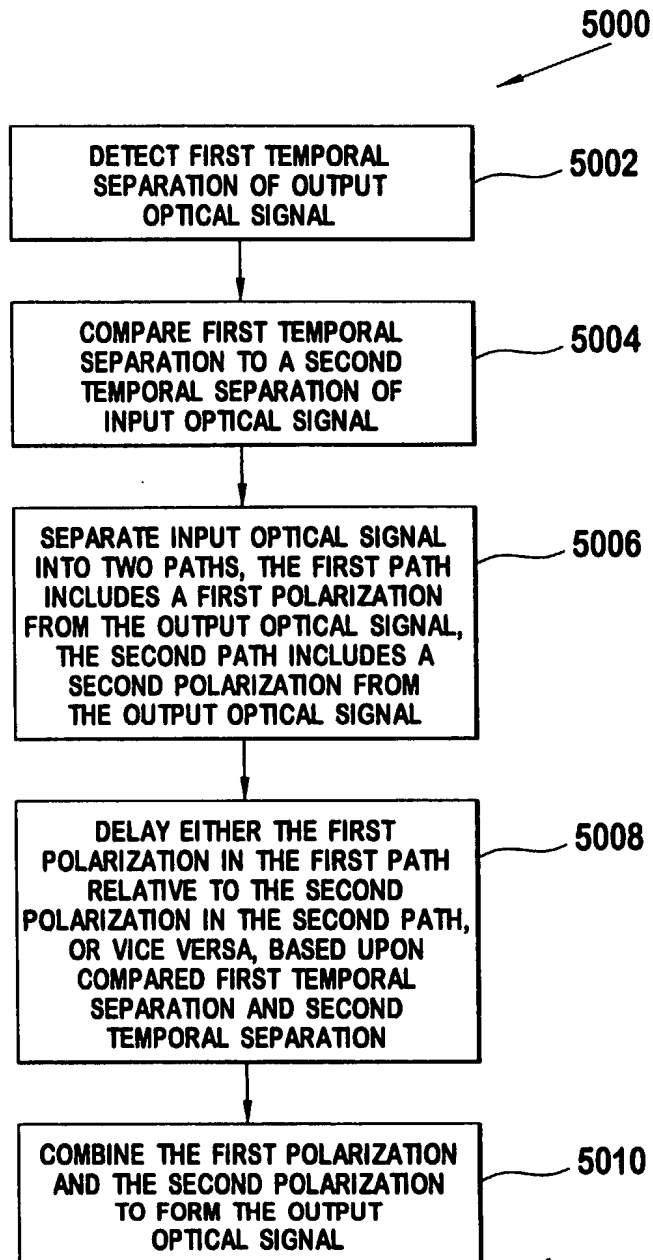 5000
DETECT FIRST TEMPORAL
SEPARATION OF OUTPUT
OPTICAL SIGNAL
5002
COMPARE FIRST TEMPORAL
SEPARATION TO A SECOND
TEMPORAL SEPARATION OF
INPUT OPTICAL SIGNAL
5004
SEPARATE INPUT OPTICAL SIGNAL
INTO TWO PATHS, THE FIRST PATH
INCLUDES A FIRST POLARIZATION
FROM THE OUTPUT OPTICAL SIGNAL,
THE SECOND PATH INCLUDES A
SECOND POLARIZATION FROM
THE OUTPUT OPTICAL SIGNAL
5006
DELAY EITHER THE FIRST
POLARIZATION IN THE FIRST PATH
RELATIVE TO THE SECOND
POLARIZATION IN THE SECOND PATH,
OR VICE VERSA, BASED UPON
COMPARED FIRST TEMPORAL
SEPARATION AND SECOND
TEMPORAL SEPARATION
5008
COMBINE THE FIRST POLARIZATION
AND THE SECOND POLARIZATION
TO FORM THE OUTPUT
OPTICAL SIGNAL
5010